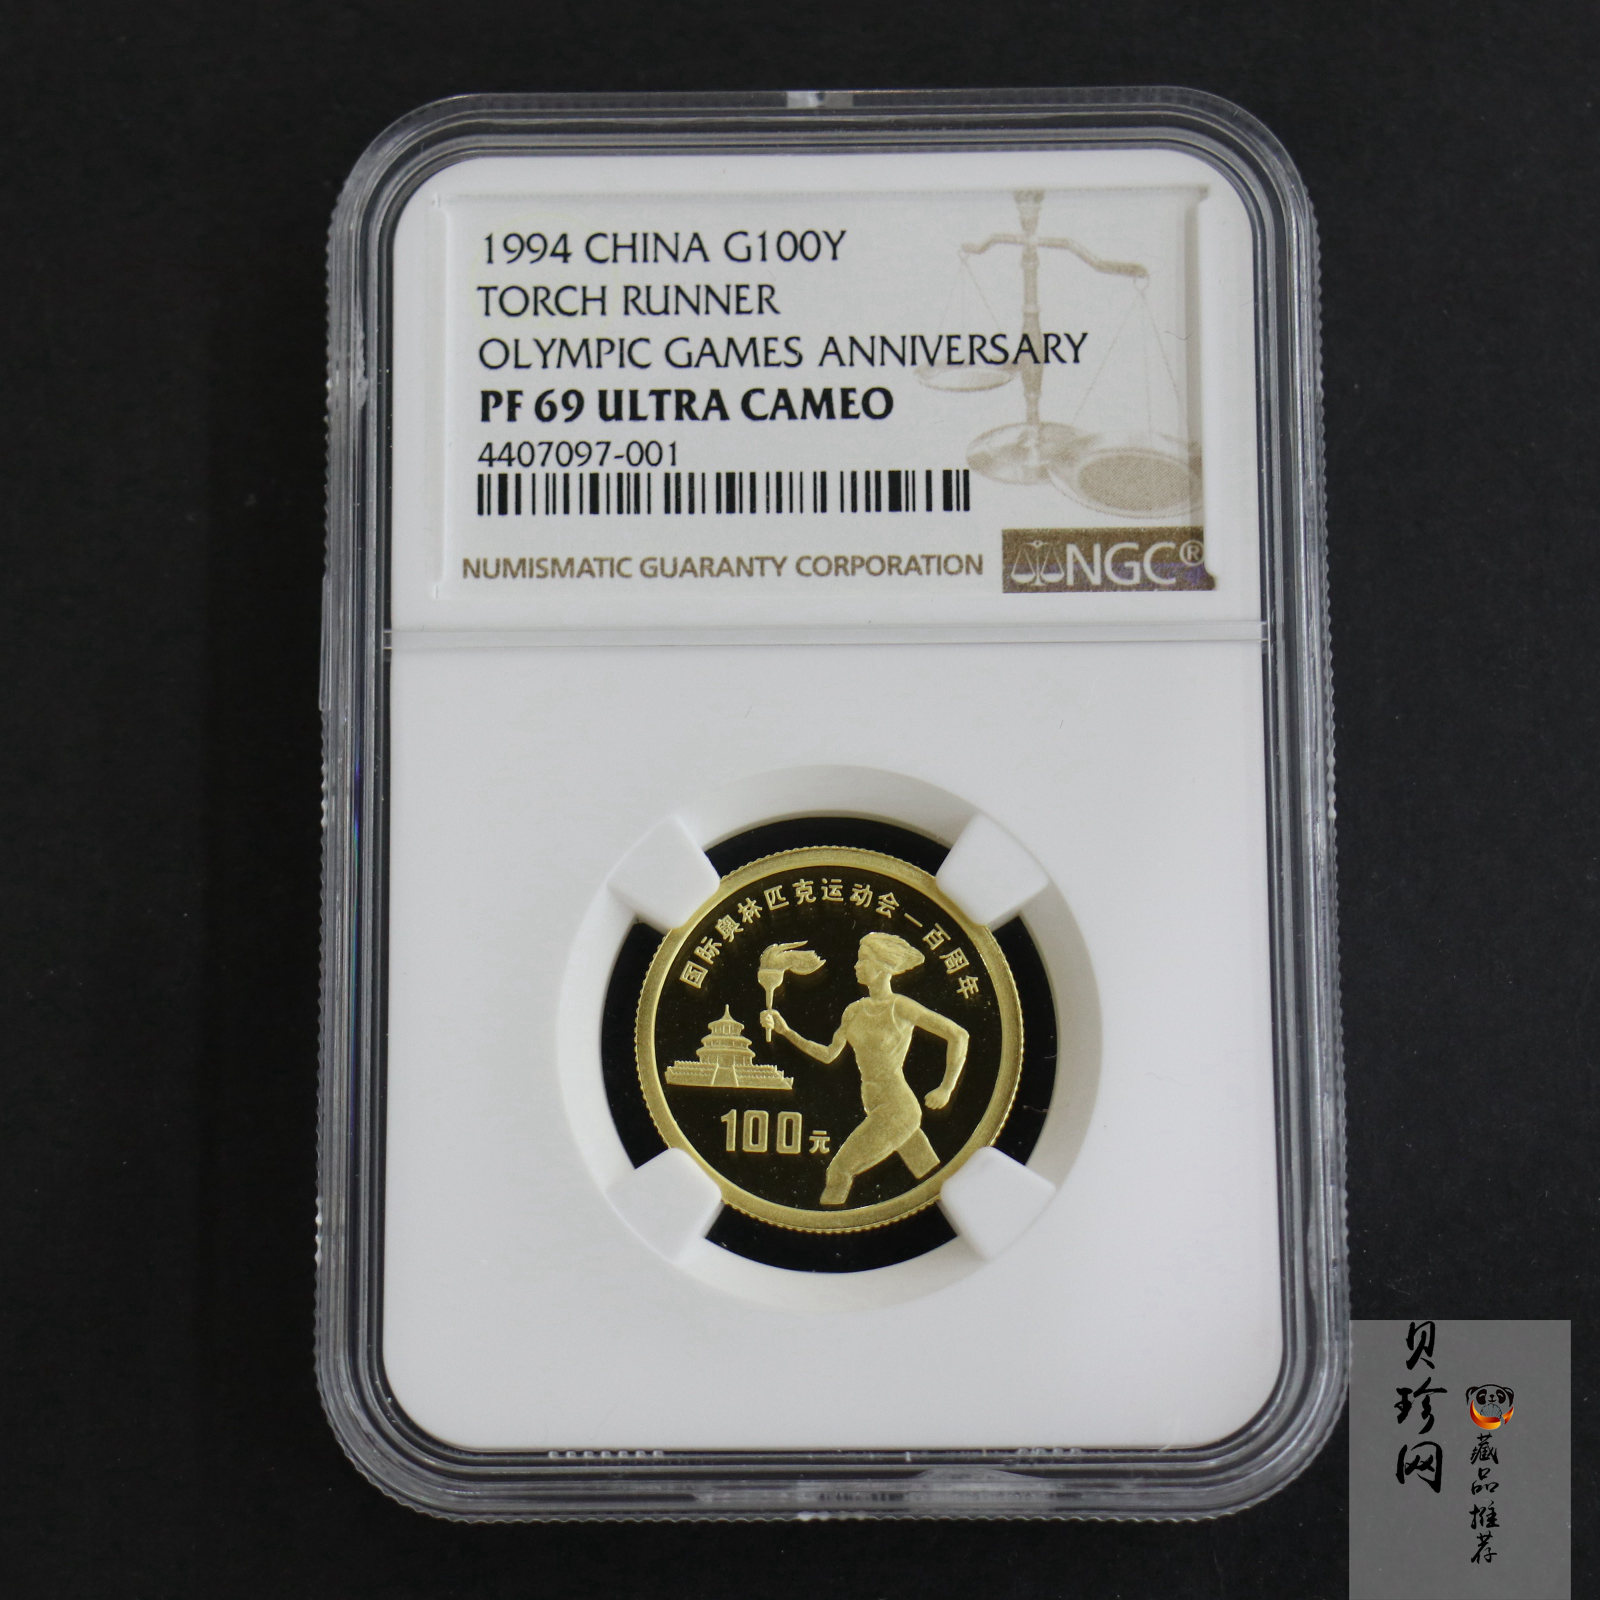 1994 CHINA G100Y
TORCH RUNNER
OLYMPIC GAMES ANNIVERSARY
PF 69 ULTRA CAMEO
4407097-001
NUMISMATIC GUARANTY CORPORATION
NGC®
国际奥林匹克运动会一百周年
100元
贝珍网
藏品推荐